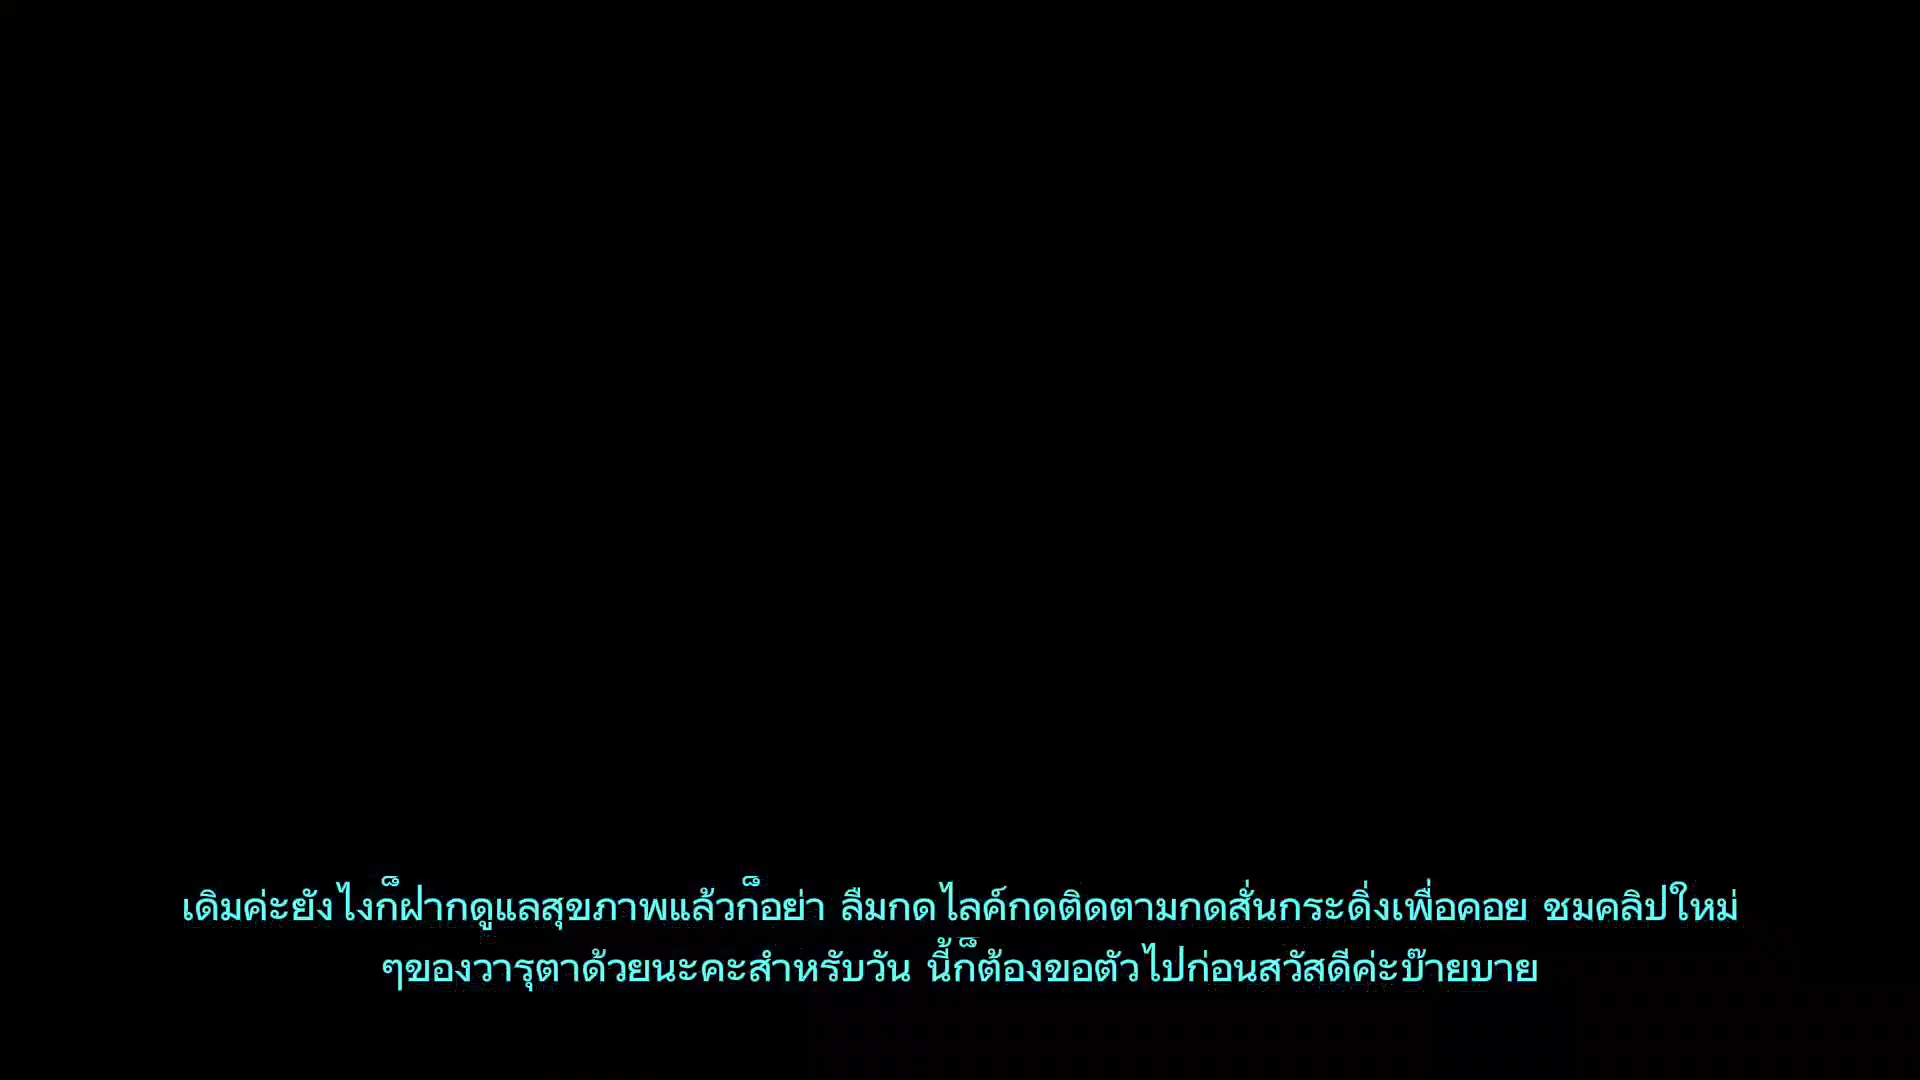 เดิมค่ะยังไงก็ฝากดูแลสุขภาพแล้วก็อย่า ลืมกดไลค์กดติดตามกดสั่นกระดิ่งเพื่อคอย ชมคลิปใหม่
ๆของวารุตาด้วยนะคะสำหรับวัน นี้ก็ต้องขอตัวไปก่อนสวัสดีค่ะบ๊ายบาย